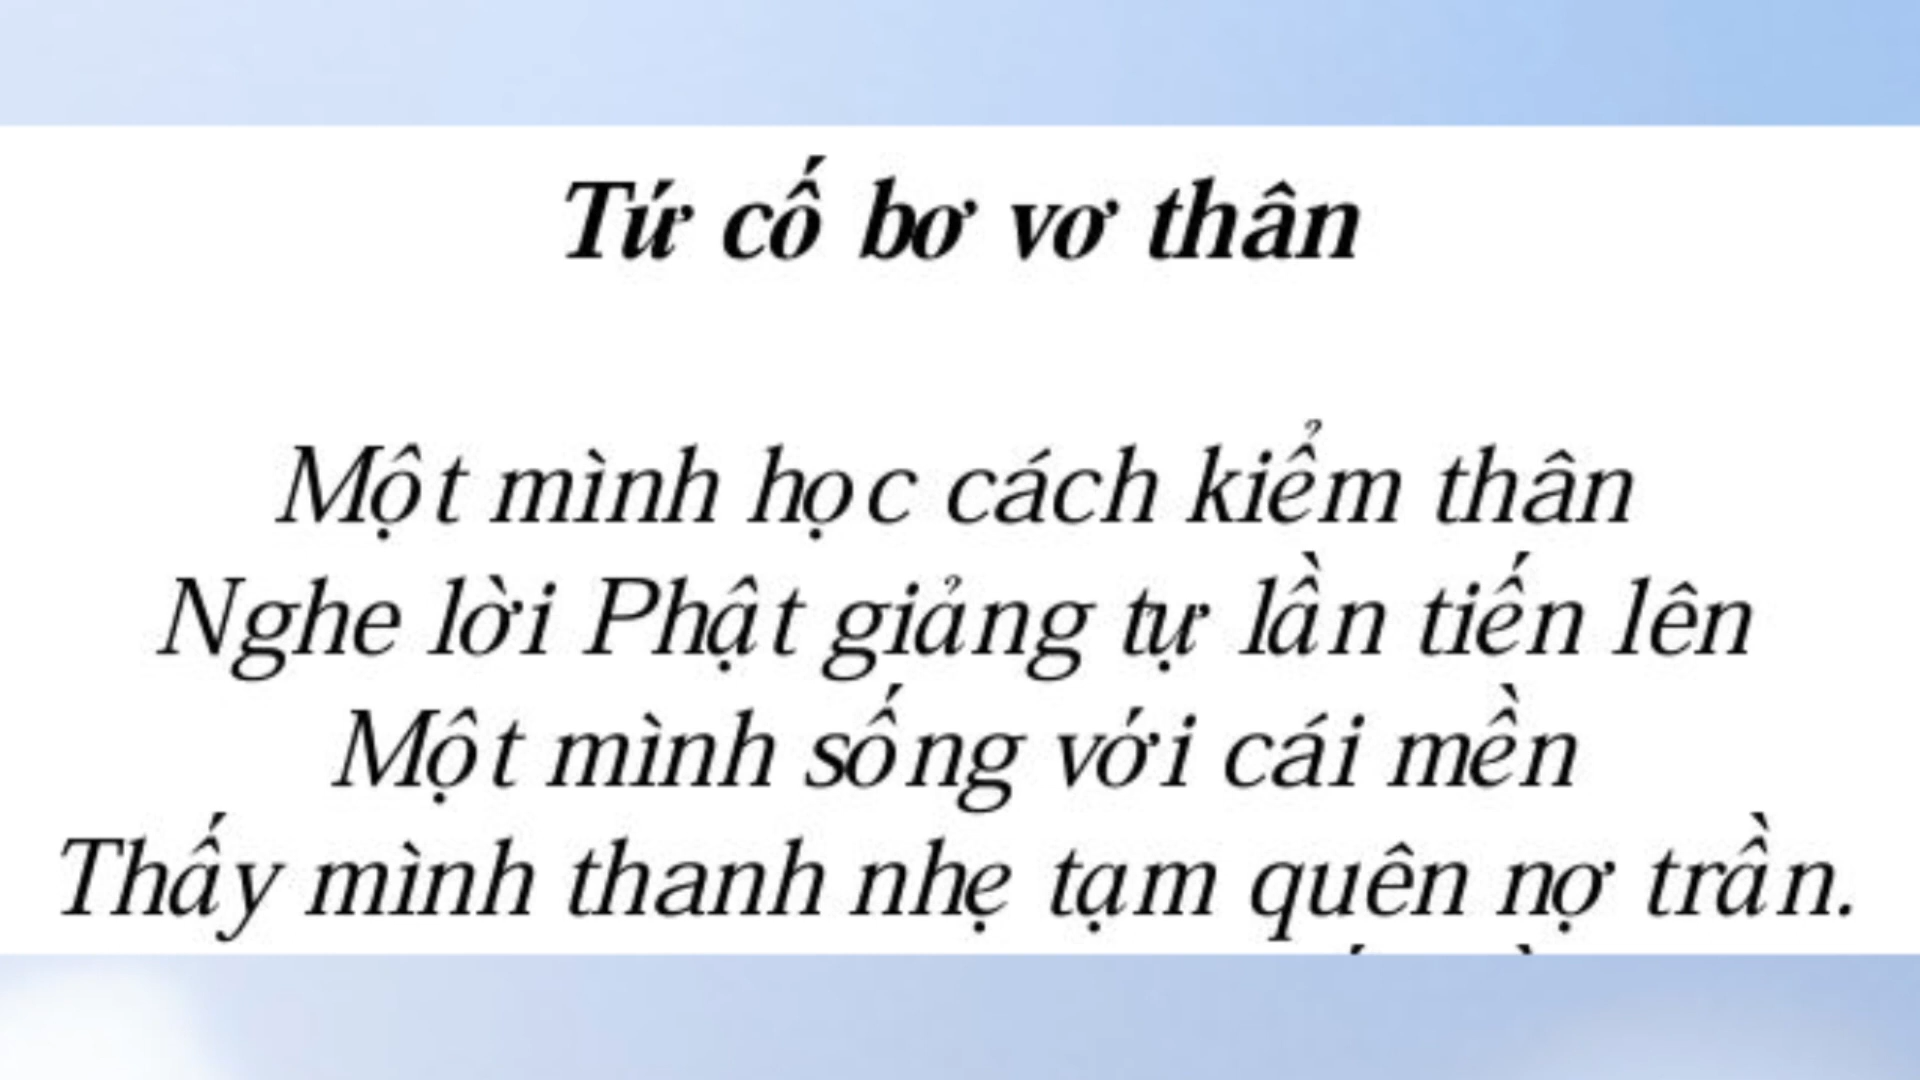 Tứ cố bơ vơ thân
Một mình học cách kiểm thân
Nghe lời Phật giảng tự lần tiến lên
Một mình sống với cái mền
Thấy mình thanh nhẹ tạm quên nợ trần.